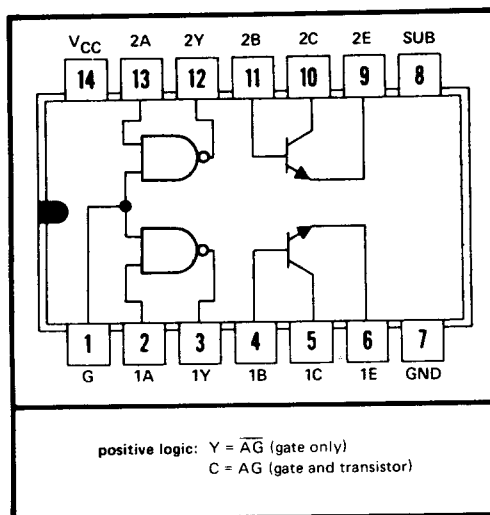 VCC 2A 2Y 2B 2C 2E SUB
14 13 12 11 10 9 8
1 2 3 4 5 6 7
G 1A 1Y 1B 1C 1E GND
positive logic: Y = A̅G̅ (gate only)
C = AG (gate and transistor)